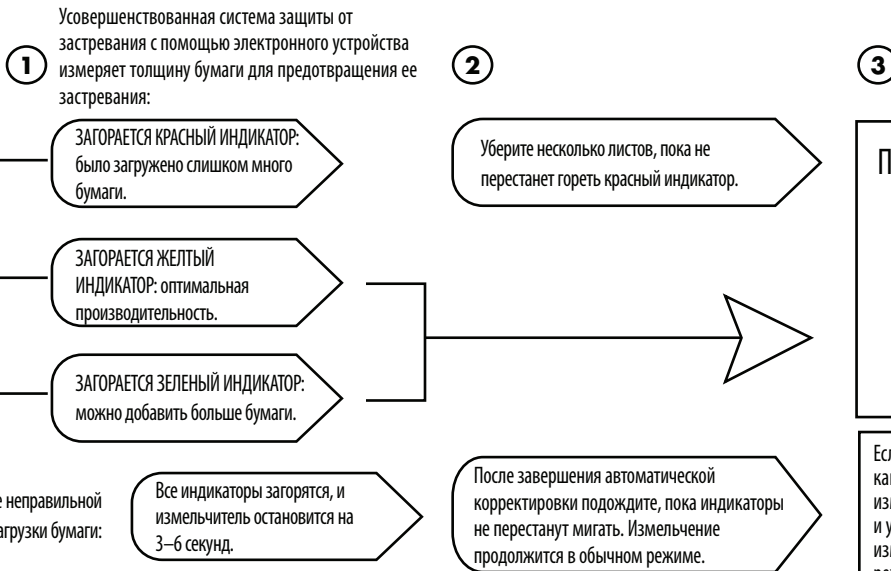 Усовершенствованная система защиты от
застревания с помощью электронного устройства
измеряет толщину бумаги для предотвращения ее
застревания:
1
2
3
ЗАГОРАЕТСЯ КРАСНЫЙ ИНДИКАТОР:
было загружено слишком много
бумаги.
Уберите несколько листов, пока не
перестанет гореть красный индикатор.
ЗАГОРАЕТСЯ ЖЕЛТЫЙ
ИНДИКАТОР: оптимальная
производительность.
ЗАГОРАЕТСЯ ЗЕЛЕНЫЙ ИНДИКАТОР:
можно добавить больше бумаги.
неправильной
бумаги:
Все индикаторы загорятся, и
измельчитель остановится на
3–6 секунд.
После завершения автоматической
корректировки подождите, пока индикаторы
не перестанут мигать. Измельчение
продолжится в обычном режиме.